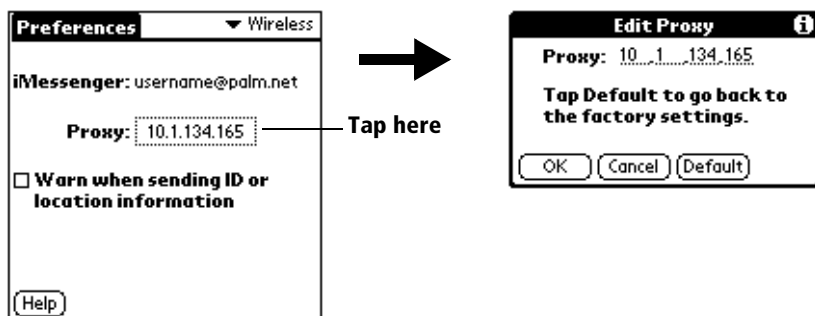 Preferences
Wireless
iMessenger: username@palm.net
Proxy: 10.1.134.165
Tap here
Warn when sending ID or
location information
Help
Edit Proxy
Proxy: 10 .1 .134.165
Tap Default to go back to
the factory settings.
OK Cancel Default